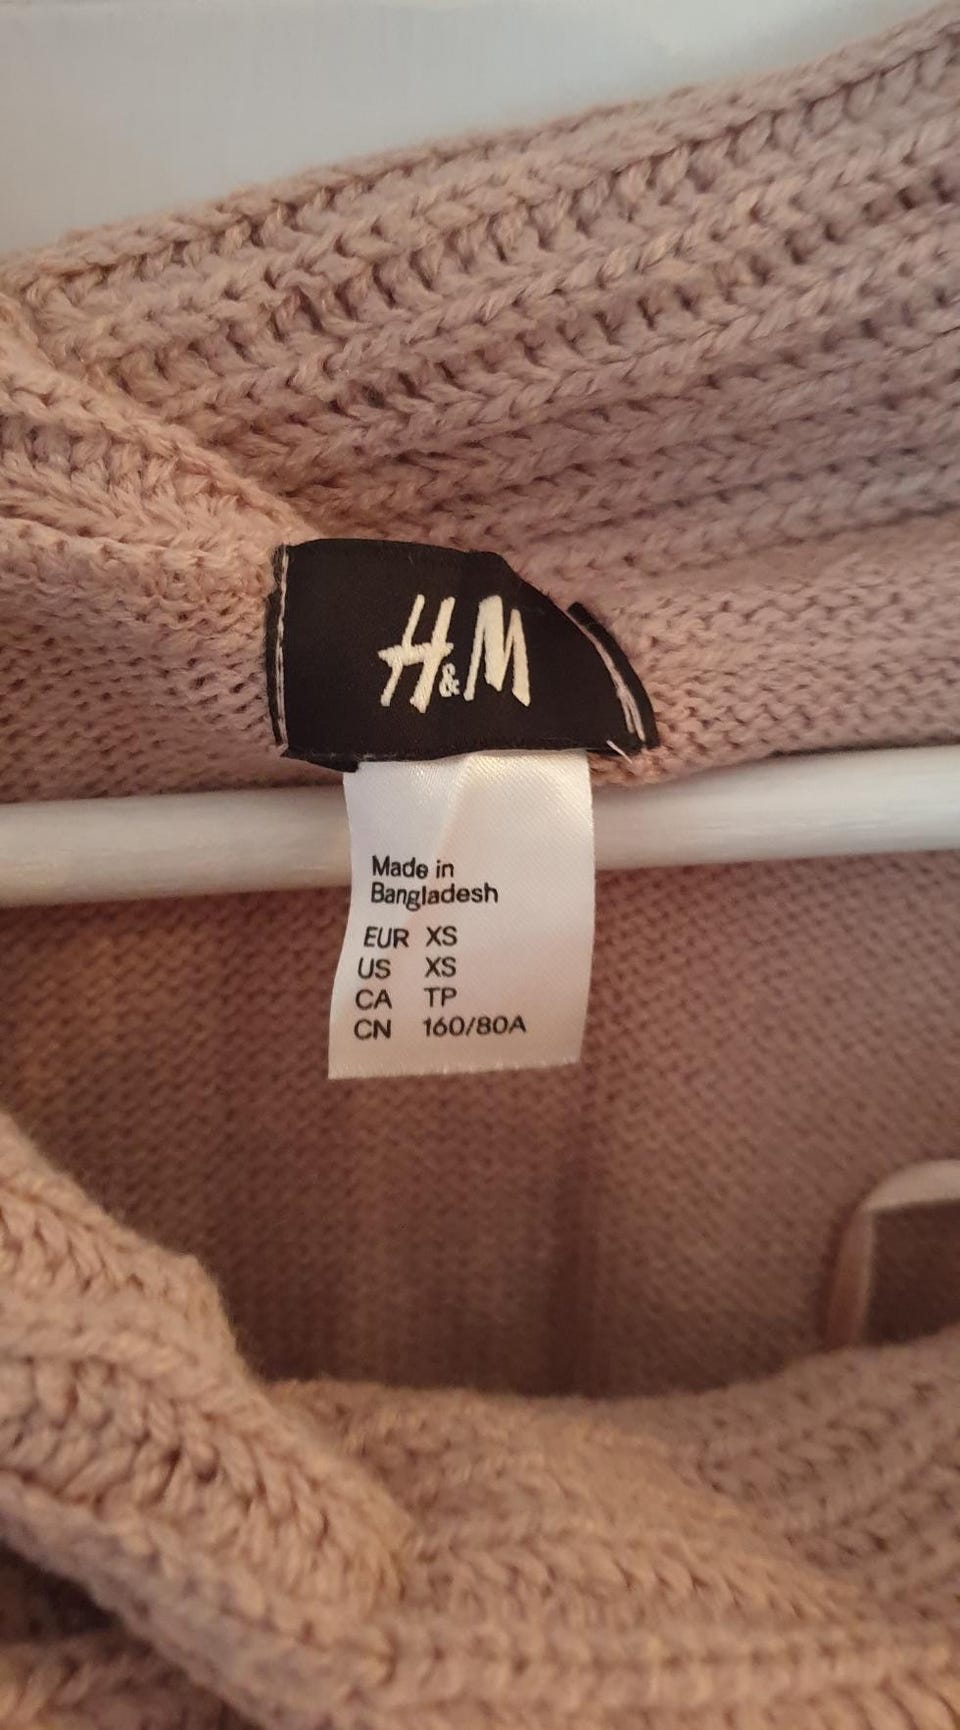 H&M
Made in
Bangladesh
EUR XS
US XS
CA TP
CN 160/80A